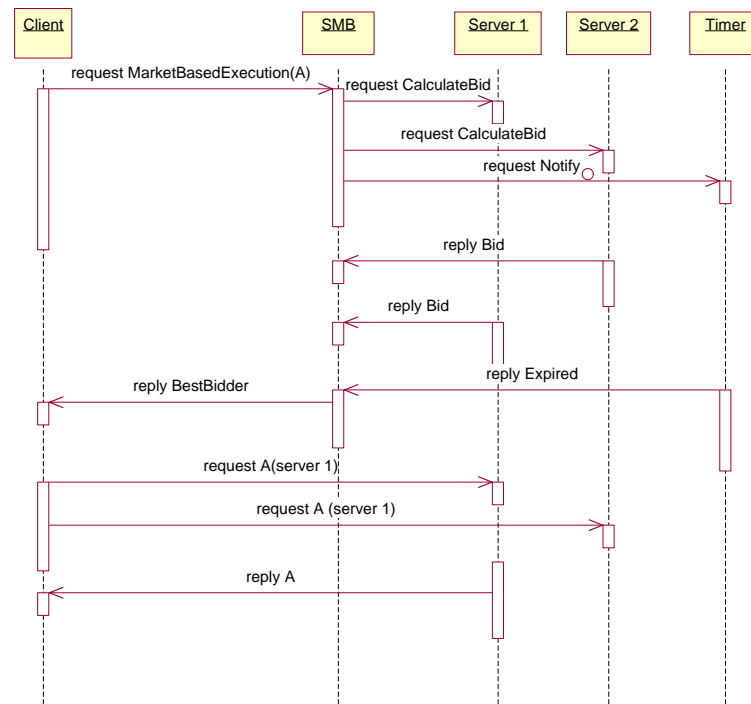 Client
SMB
Server 1
Server 2
Timer
request MarketBasedExecution(A)
request CalculateBid
request CalculateBid
request Notify
reply Bid
reply Bid
reply Expired
reply BestBidder
request A(server 1)
request A (server 1)
reply A